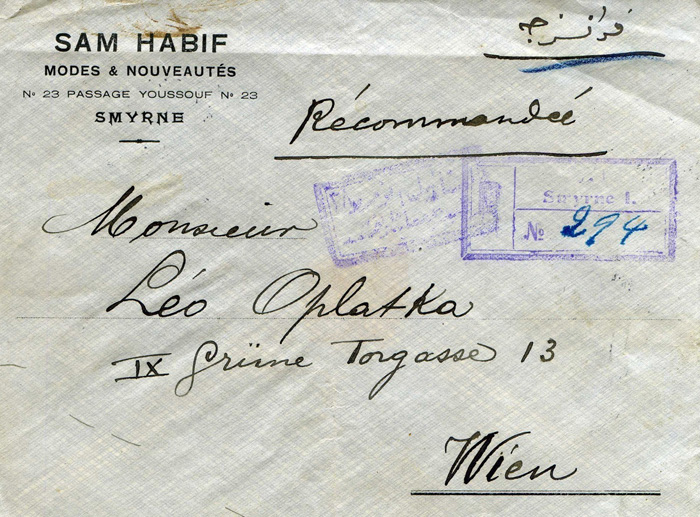 SAM HABIF
MODES & NOUVEAUTÉS
No 23 PASSAGE YOUSSOUF No 23
SMYRNE
فرانسزجه
Récommandée
Smyrne 1.
No 294
Monsieur
Léo Oplatka
IX Grüne Torgasse 13
Wien